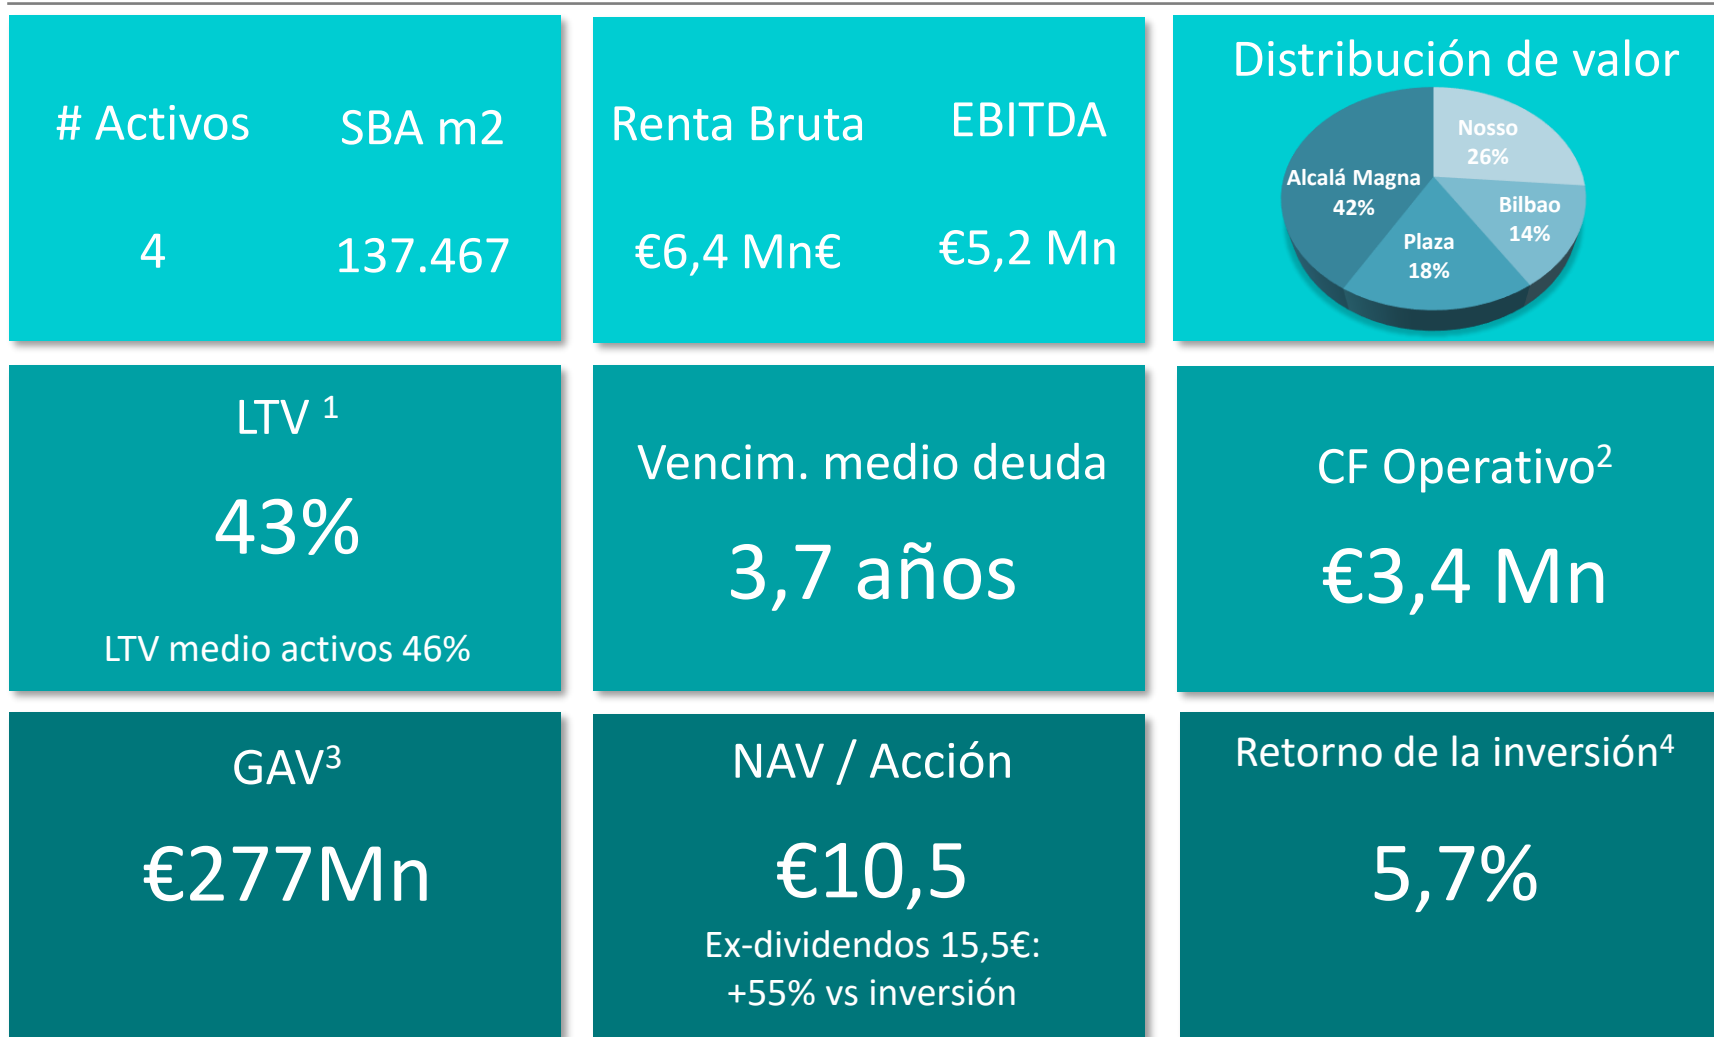 # Activos
SBA m2
4
137.467
Renta Bruta
EBITDA
€6,4 Mn€
€5,2 Mn
Distribución de valor
Nosso
26%
Alcalá Magna
42%
Bilbao
14%
Plaza
18%
LTV ¹
43%
LTV medio activos 46%
Vencim. medio deuda
3,7 años
CF Operativo²
€3,4 Mn
GAV³
€277Mn
NAV / Acción
€10,5
Ex-dividendos 15,5€:
+55% vs inversión
Retorno de la inversión⁴
5,7%